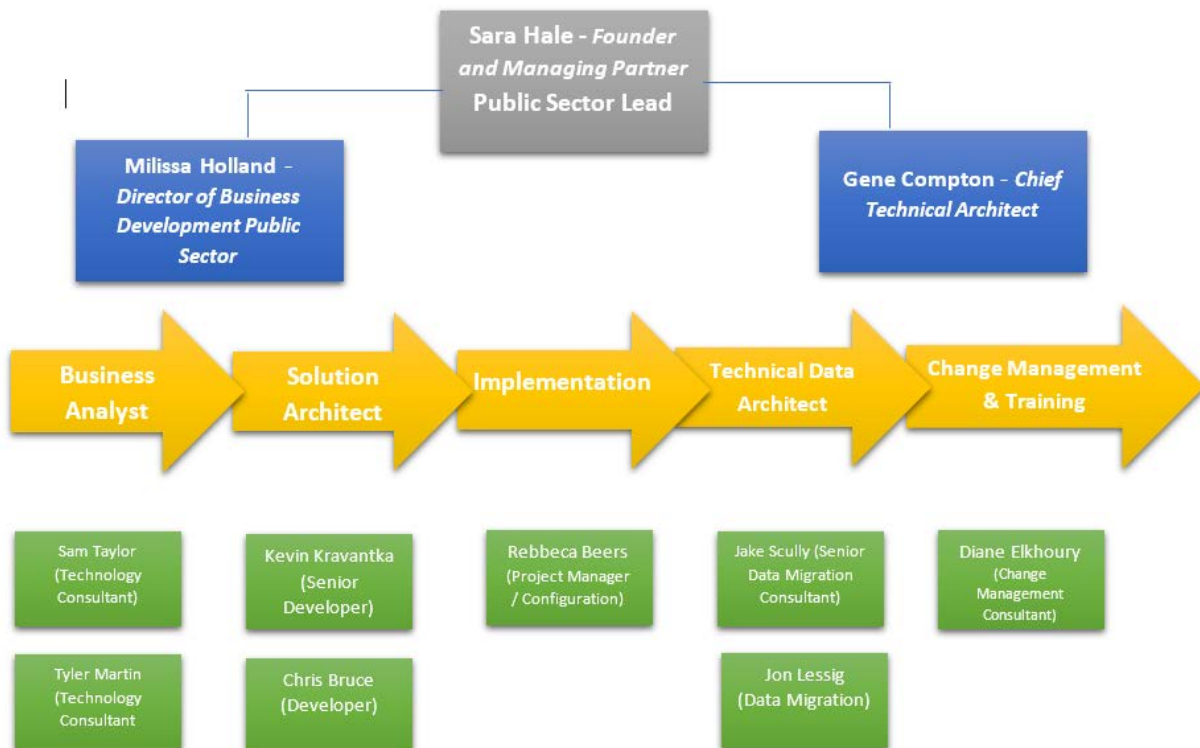 Sara Hale - Founder
and Managing Partner
Public Sector Lead
Milissa Holland -
Director of Business
Development Public
Sector
Gene Compton - Chief
Technical Architect
Business
Analyst
Solution
Architect
Implementation
Technical Data
Architect
Change Management
& Training
Sam Taylor
(Technology
Consultant)
Kevin Kravantka
(Senior
Developer)
Rebbeca Beers
(Project Manager
/ Configuration)
Jake Scully (Senior
Data Migration
Consultant)
Diane Elkhoury
(Change
Management
Consultant)
Tyler Martin
(Technology
Consultant
Chris Bruce
(Developer)
Jon Lessig
(Data Migration)